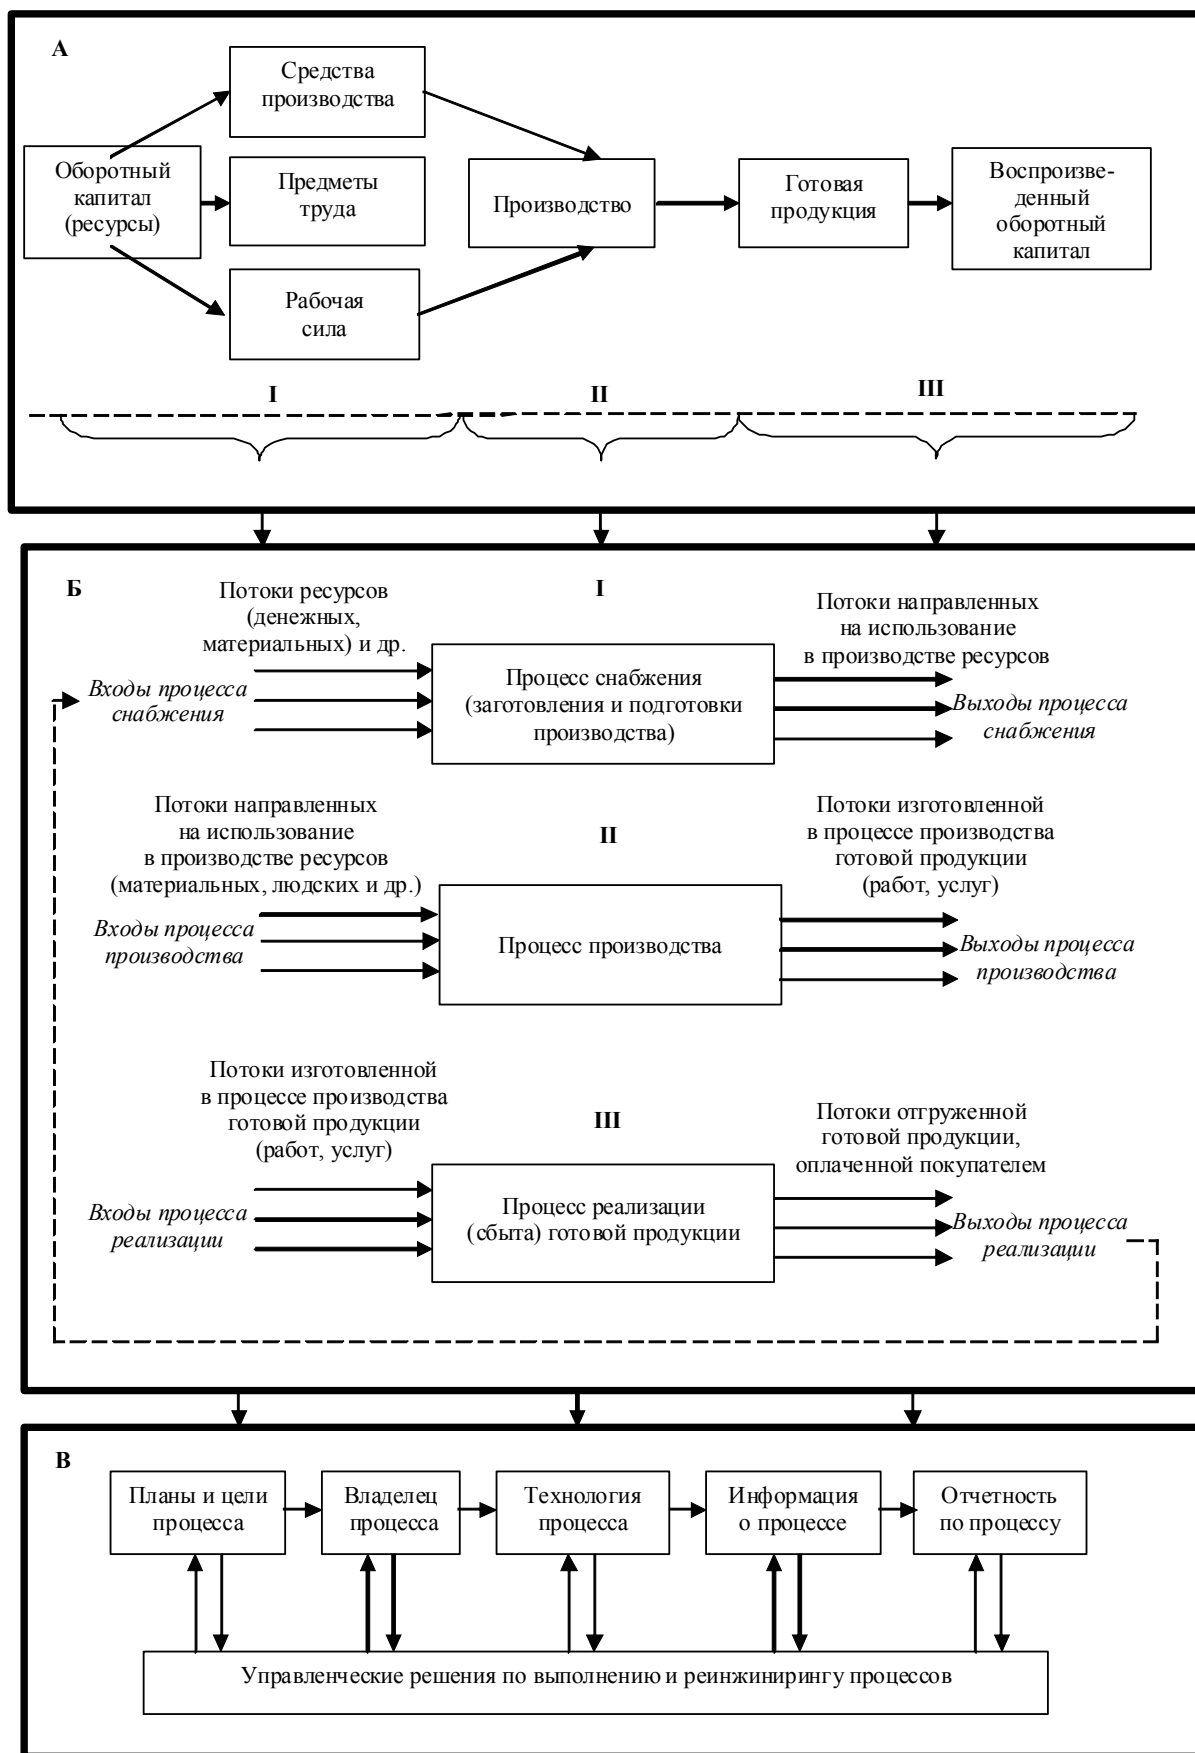 А
Средства
производства
Оборотный
капитал
(ресурсы)
Предметы
труда
Рабочая
сила
Производство
Готовая
продукция
Воспроизве-
денный
оборотный
капитал
I
II
III
Б
I
Потоки ресурсов
(денежных,
материальных) и др.
Входы процесса
снабжения
Процесс снабжения
(заготовления и подготовки
производства)
Потоки направленных
на использование
в производстве ресурсов
Выходы процесса
снабжения
II
Потоки направленных
на использование
в производстве ресурсов
(материальных, людских и др.)
Входы процесса
производства
Процесс производства
Потоки изготовленной
в процессе производства
готовой продукции
(работ, услуг)
Выходы процесса
производства
III
Потоки изготовленной
в процессе производства
готовой продукции
(работ, услуг)
Входы процесса
реализации
Процесс реализации
(сбыта) готовой продукции
Потоки отгруженной
готовой продукции,
оплаченной покупателем
Выходы процесса
реализации
В
Планы и цели
процесса
Владелец
процесса
Технология
процесса
Информация
о процессе
Отчетность
по процессу
Управленческие решения по выполнению и реинжинирингу процессов